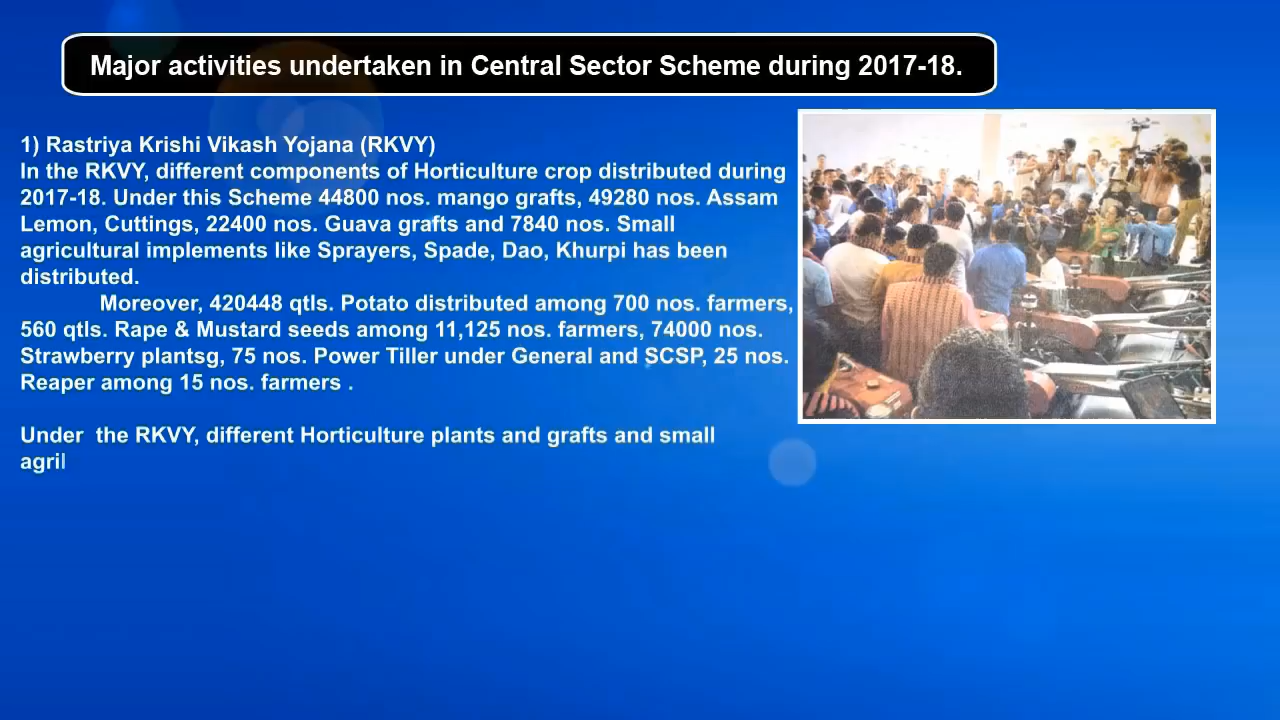 Major activities undertaken in Central Sector Scheme during 2017-18.
1) Rastriya Krishi Vikash Yojana (RKVY)
In the RKVY, different components of Horticulture crop distributed during
2017-18. Under this Scheme 44800 nos. mango grafts, 49280 nos. Assam
Lemon, Cuttings, 22400 nos. Guava grafts and 7840 nos. Small
agricultural implements like Sprayers, Spade, Dao, Khurpi has been
distributed.
Moreover, 420448 qtls. Potato distributed among 700 nos. farmers,
560 qtls. Rape & Mustard seeds among 11,125 nos. farmers, 74000 nos.
Strawberry plantsg, 75 nos. Power Tiller under General and SCSP, 25 nos.
Reaper among 15 nos. farmers .
Under  the RKVY, different Horticulture plants and grafts and small
agril